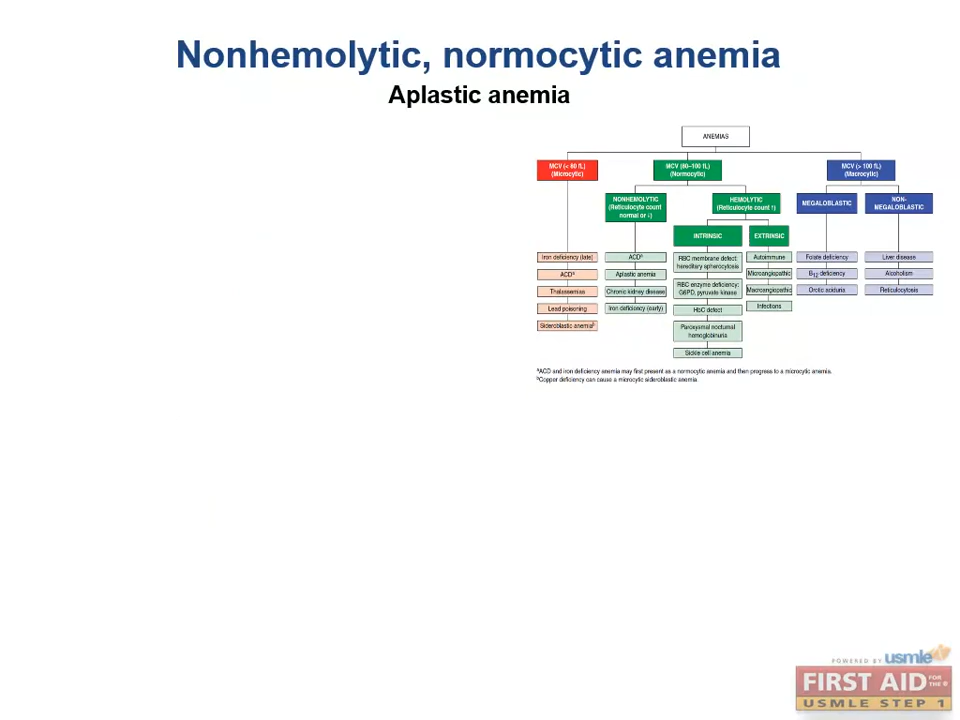 Nonhemolytic, normocytic anemia
Aplastic anemia
ANEMIAS
MCV (< 80 fL)
(Microcytic)
MCV (80–100 fL)
(Normocytic)
MCV (> 100 fL)
(Macrocytic)
NONHEMOLYTIC
(Reticulocyte count
normal or ↓)
HEMOLYTIC
(Reticulocyte count ↑)
MEGALOBLASTIC
NON-
MEGALOBLASTIC
INTRINSIC
EXTRINSIC
Iron deficiency (late)
ACDᵃ
Thalassemias
Lead poisoning
Sideroblastic anemiaᵇ
ACDᵃ
Aplastic anemia
Chronic kidney disease
Iron deficiency (early)
RBC membrane defect:
hereditary spherocytosis
RBC enzyme deficiency:
G6PD, pyruvate kinase
HbC defect
Paroxysmal nocturnal
hemoglobinuria
Sickle cell anemia
Autoimmune
Microangiopathic
Macroangiopathic
Infections
Folate deficiency
B₁₂ deficiency
Orotic aciduria
Liver disease
Alcoholism
Reticulocytosis
ᵃACD and iron deficiency anemia may first present as a normocytic anemia and then progress to a microcytic anemia.
ᵇCopper deficiency can cause a microcytic sideroblastic anemia
POWERED BY usmle
FIRST AID FOR THE ®
USMLE STEP 1